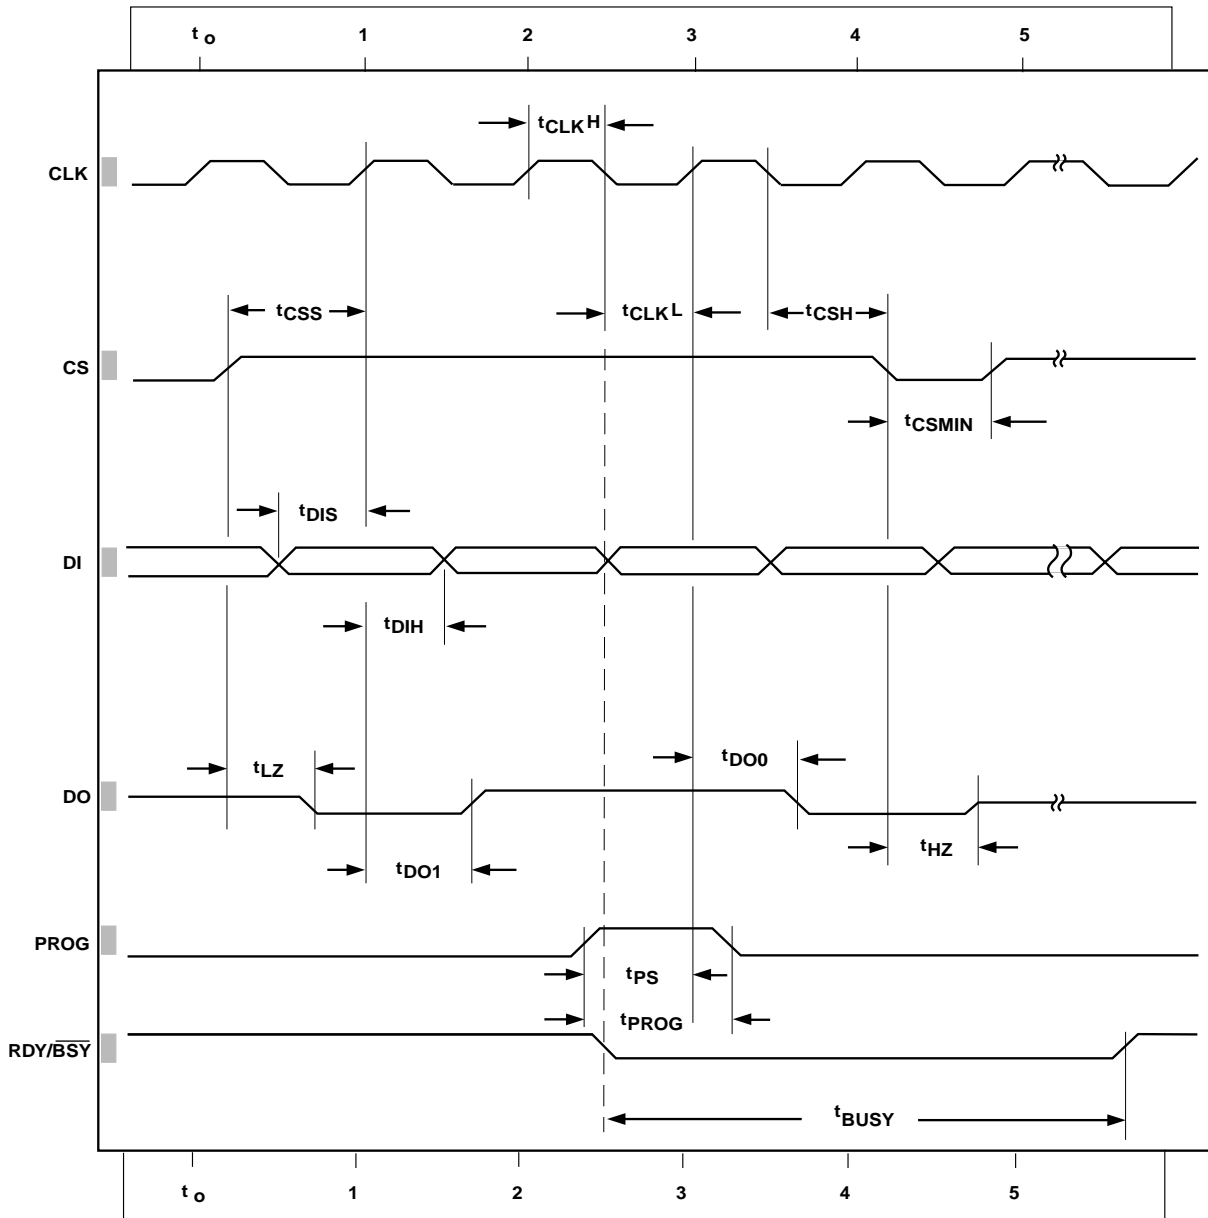 to 1 2 3 4 5
tCLKH
CLK
tCSS tCLKL tCSH
CS
tCSMIN
tDIS
DI
tDIH
tLZ tDO0
DO
tHZ
tDO1
PROG
tPS
tPROG
RDY/BSY
tBUSY
to 1 2 3 4 5